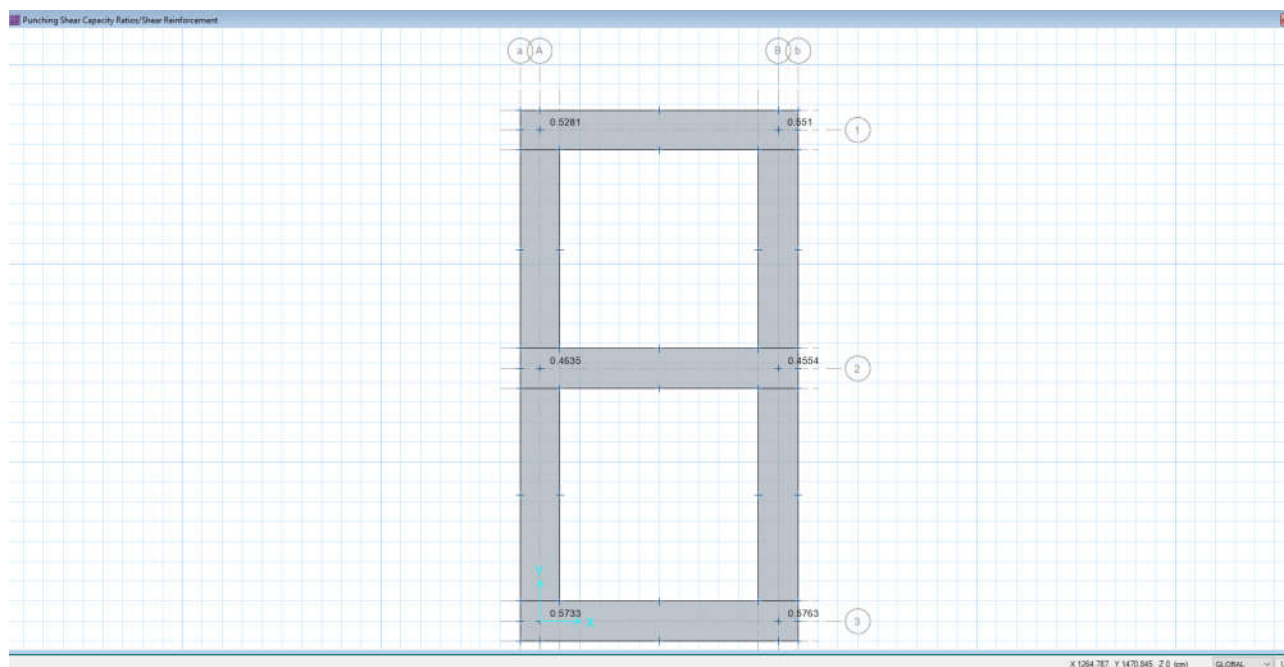 Punching Shear Capacity Ratios/Shear Reinforcement
a A B b
0.5281 0.551 1
0.4635 0.4554 2
Y
0.5733 0.5763 3
X
X 1264.787 Y 1470.845 Z 0 (cm) GLOBAL